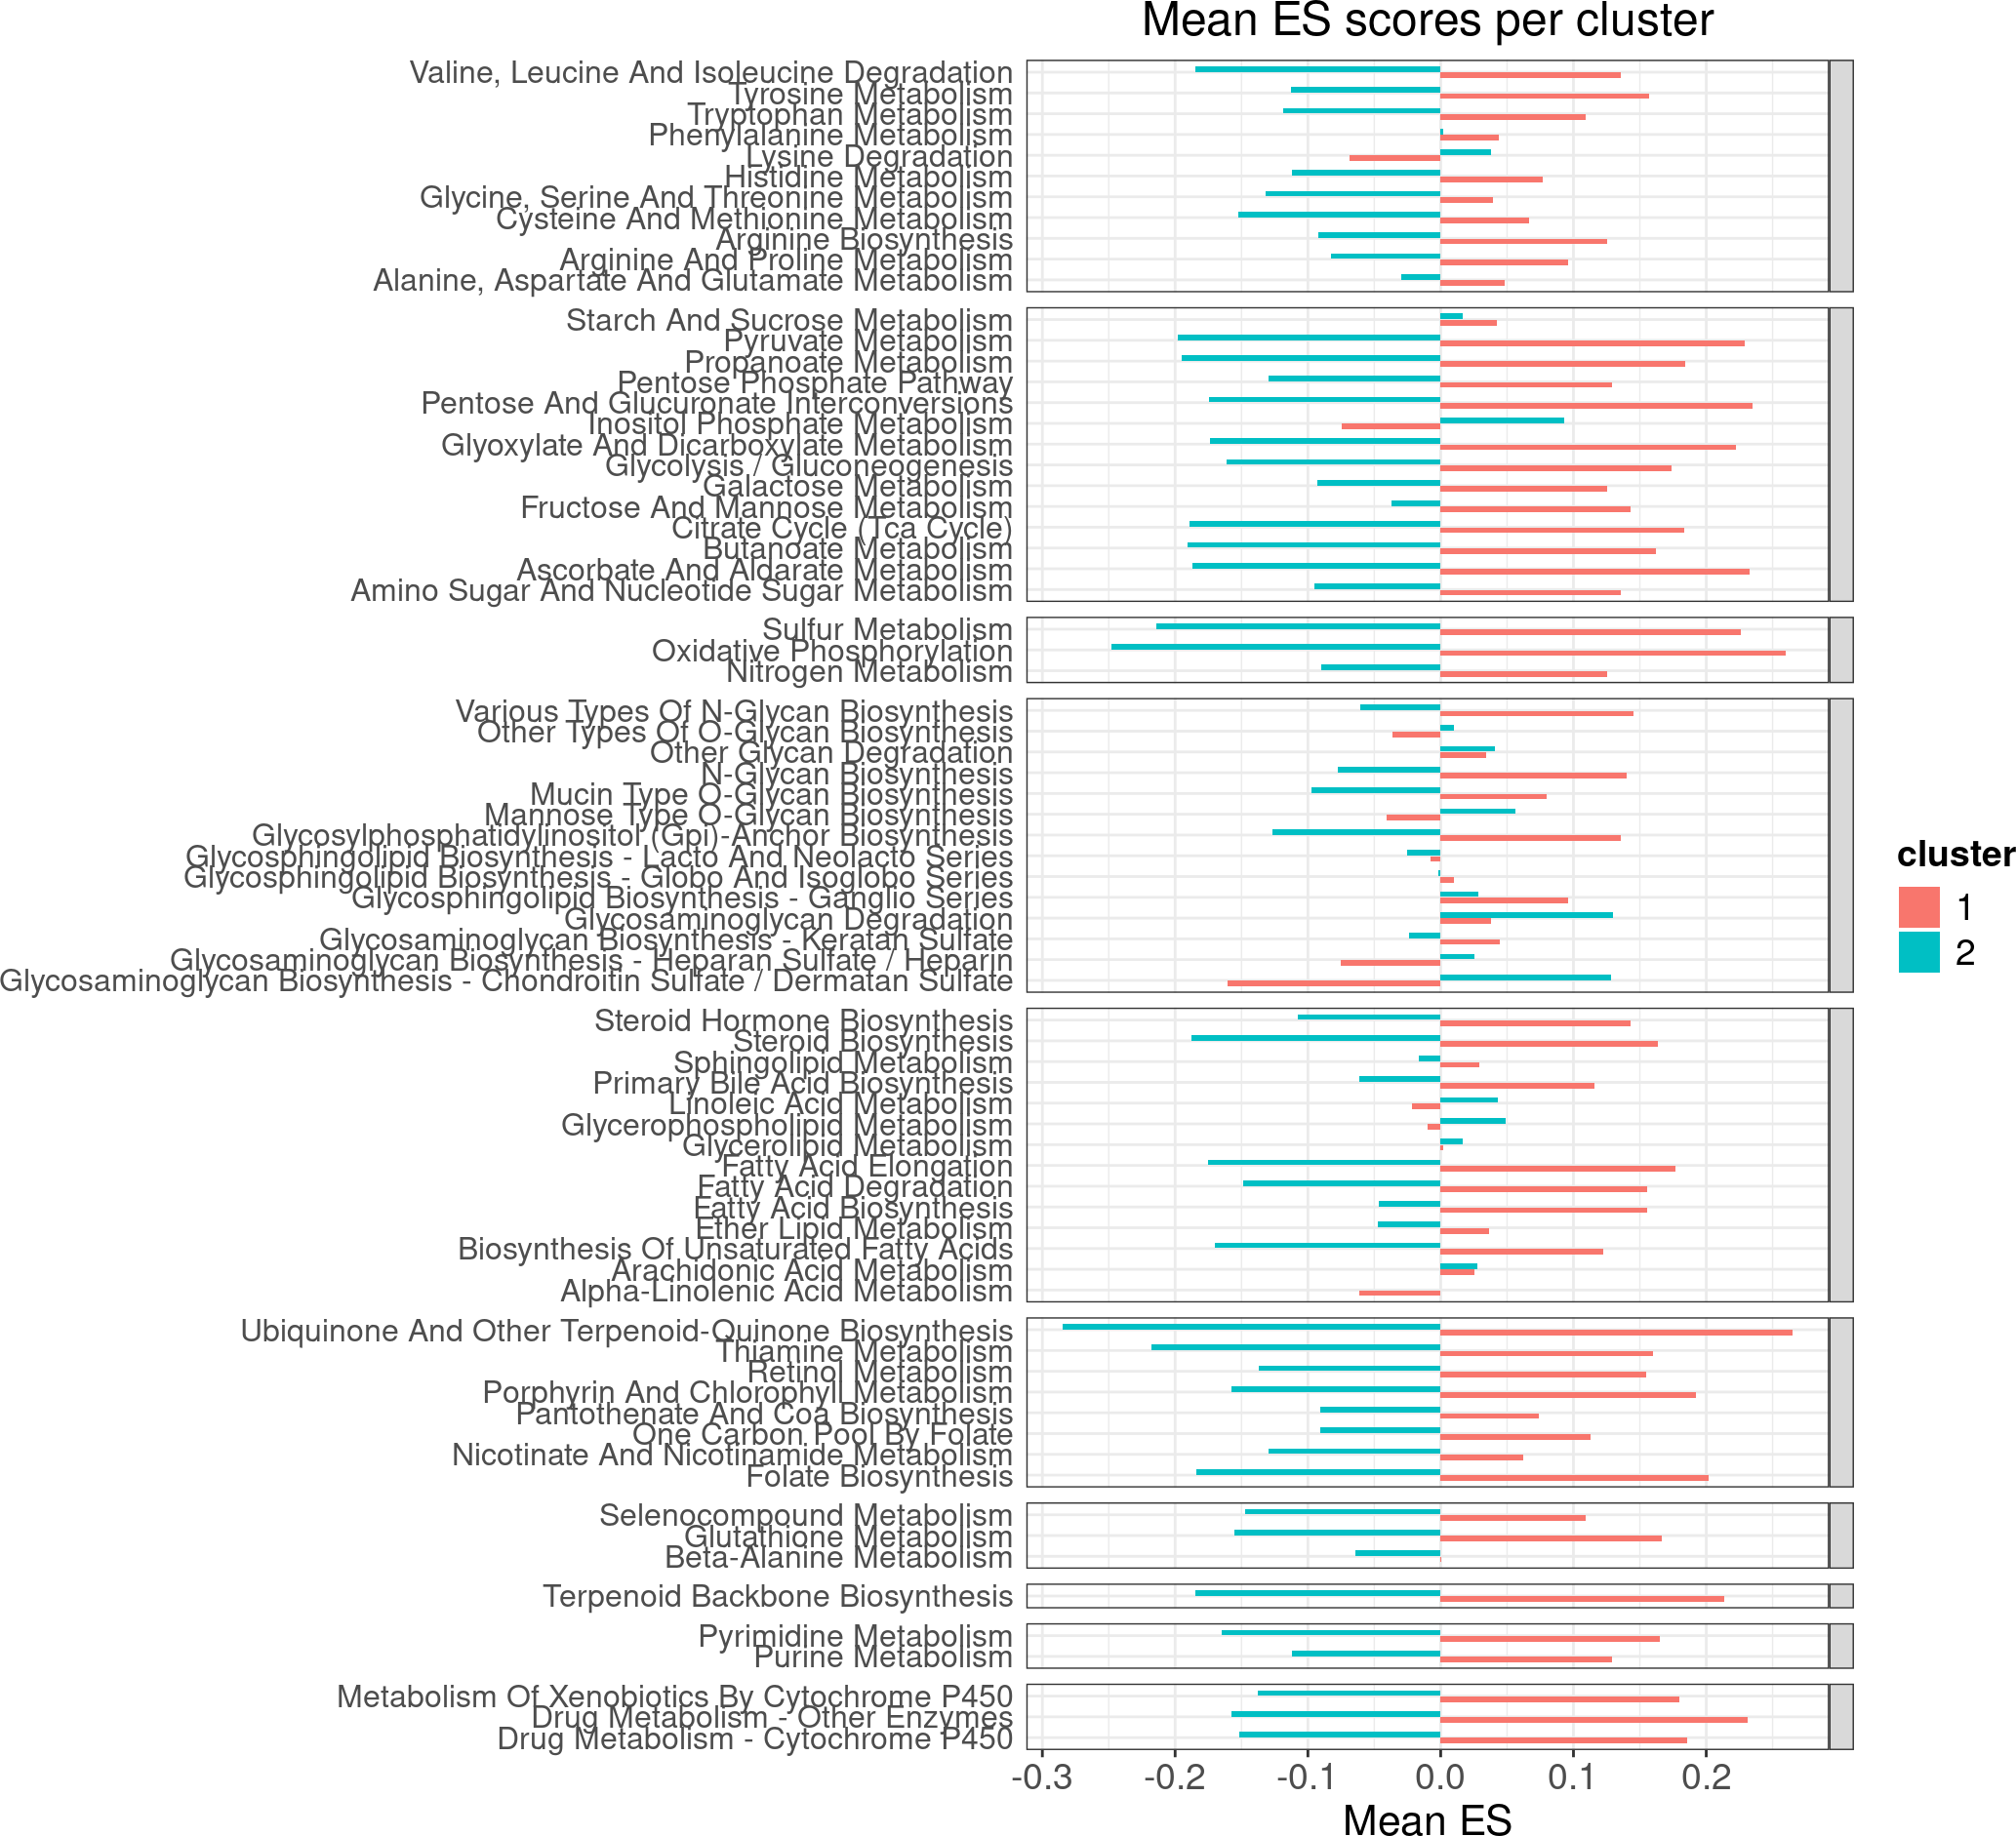 Mean ES scores per cluster
Valine, Leucine And Isoleucine Degradation
Tyrosine Metabolism
Tryptophan Metabolism
Phenylalanine Metabolism
Lysine Degradation
Histidine Metabolism
Glycine, Serine And Threonine Metabolism
Cysteine And Methionine Metabolism
Arginine Biosynthesis
Arginine And Proline Metabolism
Alanine, Aspartate And Glutamate Metabolism
Starch And Sucrose Metabolism
Pyruvate Metabolism
Propanoate Metabolism
Pentose Phosphate Pathway
Pentose And Glucuronate Interconversions
Inositol Phosphate Metabolism
Glyoxylate And Dicarboxylate Metabolism
Glycolysis / Gluconeogenesis
Galactose Metabolism
Fructose And Mannose Metabolism
Citrate Cycle (Tca Cycle)
Butanoate Metabolism
Ascorbate And Aldarate Metabolism
Amino Sugar And Nucleotide Sugar Metabolism
Sulfur Metabolism
Oxidative Phosphorylation
Nitrogen Metabolism
Various Types Of N-Glycan Biosynthesis
Other Types Of O-Glycan Biosynthesis
Other Glycan Degradation
N-Glycan Biosynthesis
Mucin Type O-Glycan Biosynthesis
Mannose Type O-Glycan Biosynthesis
Glycosylphosphatidylinositol (Gpi)-Anchor Biosynthesis
Glycosphingolipid Biosynthesis - Lacto And Neolacto Series
Glycosphingolipid Biosynthesis - Globo And Isoglobo Series
Glycosphingolipid Biosynthesis - Ganglio Series
Glycosaminoglycan Degradation
Glycosaminoglycan Biosynthesis - Keratan Sulfate
Glycosaminoglycan Biosynthesis - Heparan Sulfate / Heparin
Glycosaminoglycan Biosynthesis - Chondroitin Sulfate / Dermatan Sulfate
Steroid Hormone Biosynthesis
Steroid Biosynthesis
Sphingolipid Metabolism
Primary Bile Acid Biosynthesis
Linoleic Acid Metabolism
Glycerophospholipid Metabolism
Glycerolipid Metabolism
Fatty Acid Elongation
Fatty Acid Degradation
Fatty Acid Biosynthesis
Ether Lipid Metabolism
Biosynthesis Of Unsaturated Fatty Acids
Arachidonic Acid Metabolism
Alpha-Linolenic Acid Metabolism
Ubiquinone And Other Terpenoid-Quinone Biosynthesis
Thiamine Metabolism
Retinol Metabolism
Porphyrin And Chlorophyll Metabolism
Pantothenate And Coa Biosynthesis
One Carbon Pool By Folate
Nicotinate And Nicotinamide Metabolism
Folate Biosynthesis
Selenocompound Metabolism
Glutathione Metabolism
Beta-Alanine Metabolism
Terpenoid Backbone Biosynthesis
Pyrimidine Metabolism
Purine Metabolism
Metabolism Of Xenobiotics By Cytochrome P450
Drug Metabolism - Other Enzymes
Drug Metabolism - Cytochrome P450
-0.3 -0.2 -0.1 0.0 0.1 0.2
Mean ES
cluster
1
2